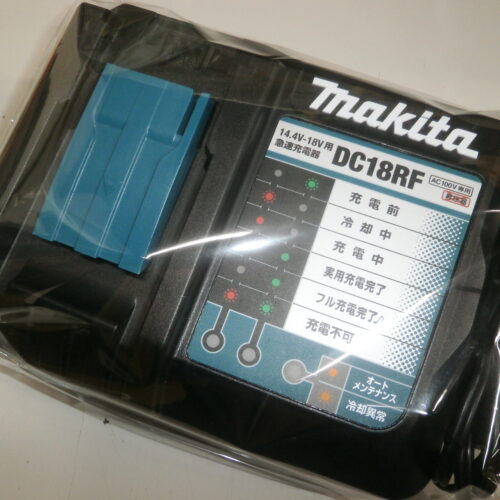 makita
14.4V-18V用
急速充電器
DC18RF
AC100V専用
充電前
冷却中
充電中
実用充電完了
フル充電完了♪
充電不可
オート
メンテナンス
冷却異常